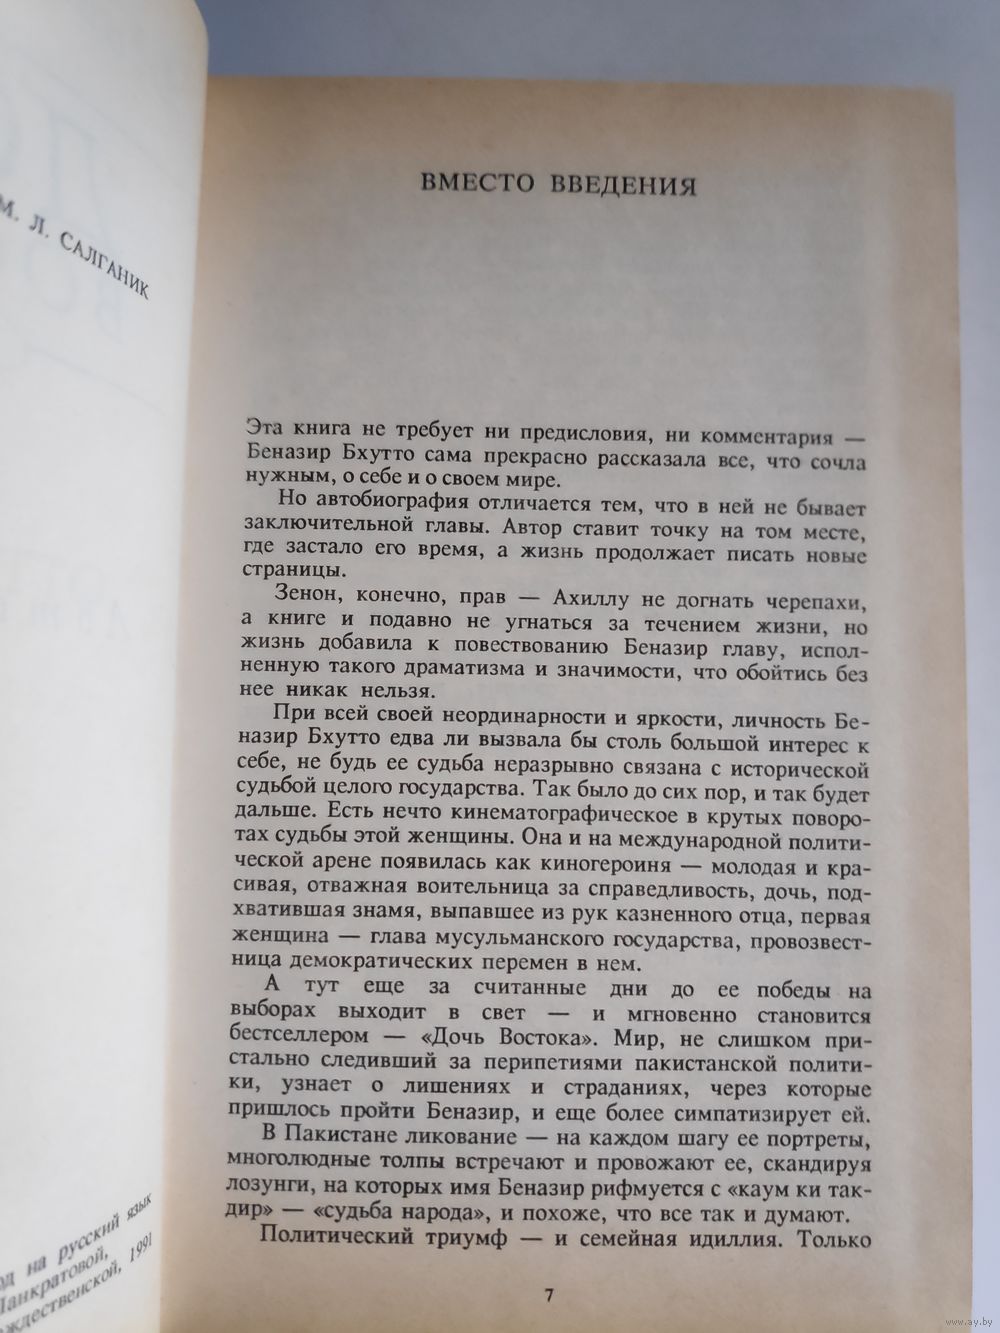 М. Л. САЛГАНИК
на русский язык
1991
ВМЕСТО ВВЕДЕНИЯ
Эта книга не требует ни предисловия, ни комментария —
Беназир Бхутто сама прекрасно рассказала все, что сочла
нужным, о себе и о своем мире.
Но автобиография отличается тем, что в ней не бывает
заключительной главы. Автор ставит точку на том месте,
где застало его время, а жизнь продолжает писать новые
страницы.
Зенон, конечно, прав — Ахиллу не догнать черепахи,
а книге и подавно не угнаться за течением жизни, но
жизнь добавила к повествованию Беназир главу, испол-
ненную такого драматизма и значимости, что обойтись без
нее никак нельзя.
При всей своей неординарности и яркости, личность Бе-
назир Бхутто едва ли вызвала бы столь большой интерес к
себе, не будь ее судьба неразрывно связана с исторической
судьбой целого государства. Так было до сих пор, и так будет
дальше. Есть нечто кинематографическое в крутых поворо-
тах судьбы этой женщины. Она и на международной полити-
ческой арене появилась как киногероиня — молодая и кра-
сивая, отважная воительница за справедливость, дочь, под-
хватившая знамя, выпавшее из рук казненного отца, первая
женщина — глава мусульманского государства, провозвест-
ница демократических перемен в нем.
А тут еще за считанные дни до ее победы на
выборах выходит в свет — и мгновенно становится
бестселлером — «Дочь Востока». Мир, не слишком при-
стально следивший за перипетиями пакистанской полити-
ки, узнает о лишениях и страданиях, через которые
пришлось пройти Беназир, и еще более симпатизирует ей.
В Пакистане ликование — на каждом шагу ее портреты,
многолюдные толпы встречают и провожают ее, скандируя
лозунги, на которых имя Беназир рифмуется с «каум ки так-
дир» — «судьба народа», и похоже, что все так и думают.
Политический триумф — и семейная идиллия. Только
7
www.ay.by